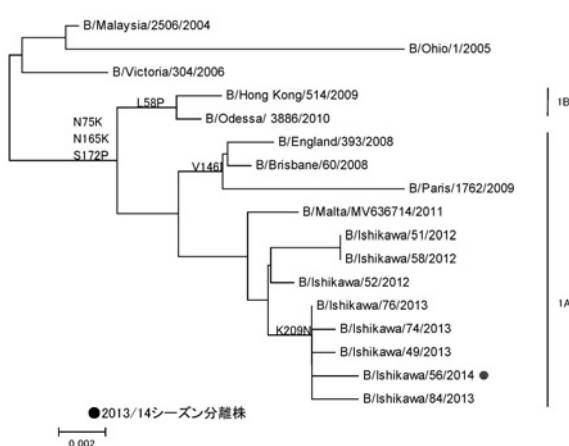 B/Malaysia/2506/2004
B/Ohio/1/2005
B/Victoria/304/2006
B/Hong Kong/514/2009
L58P
1B
B/Odessa/ 3886/2010
N75K
N165K
S172P
B/England/393/2008
V146I
B/Brisbane/60/2008
B/Paris/1762/2009
B/Malta/MV636714/2011
B/Ishikawa/51/2012
B/Ishikawa/58/2012
B/Ishikawa/52/2012
1A
B/Ishikawa/76/2013
K209N
B/Ishikawa/74/2013
B/Ishikawa/49/2013
B/Ishikawa/56/2014 ●
B/Ishikawa/84/2013
●2013/14シーズン分離株
0.002